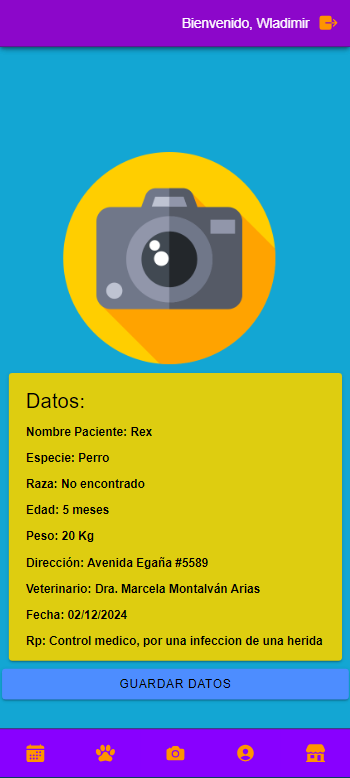 Bienvenido, Wladimir
Datos:
Nombre Paciente: Rex
Especie: Perro
Raza: No encontrado
Edad: 5 meses
Peso: 20 Kg
Dirección: Avenida Egaña #5589
Veterinario: Dra. Marcela Montalván Arias
Fecha: 02/12/2024
Rp: Control medico, por una infeccion de una herida
GUARDAR DATOS